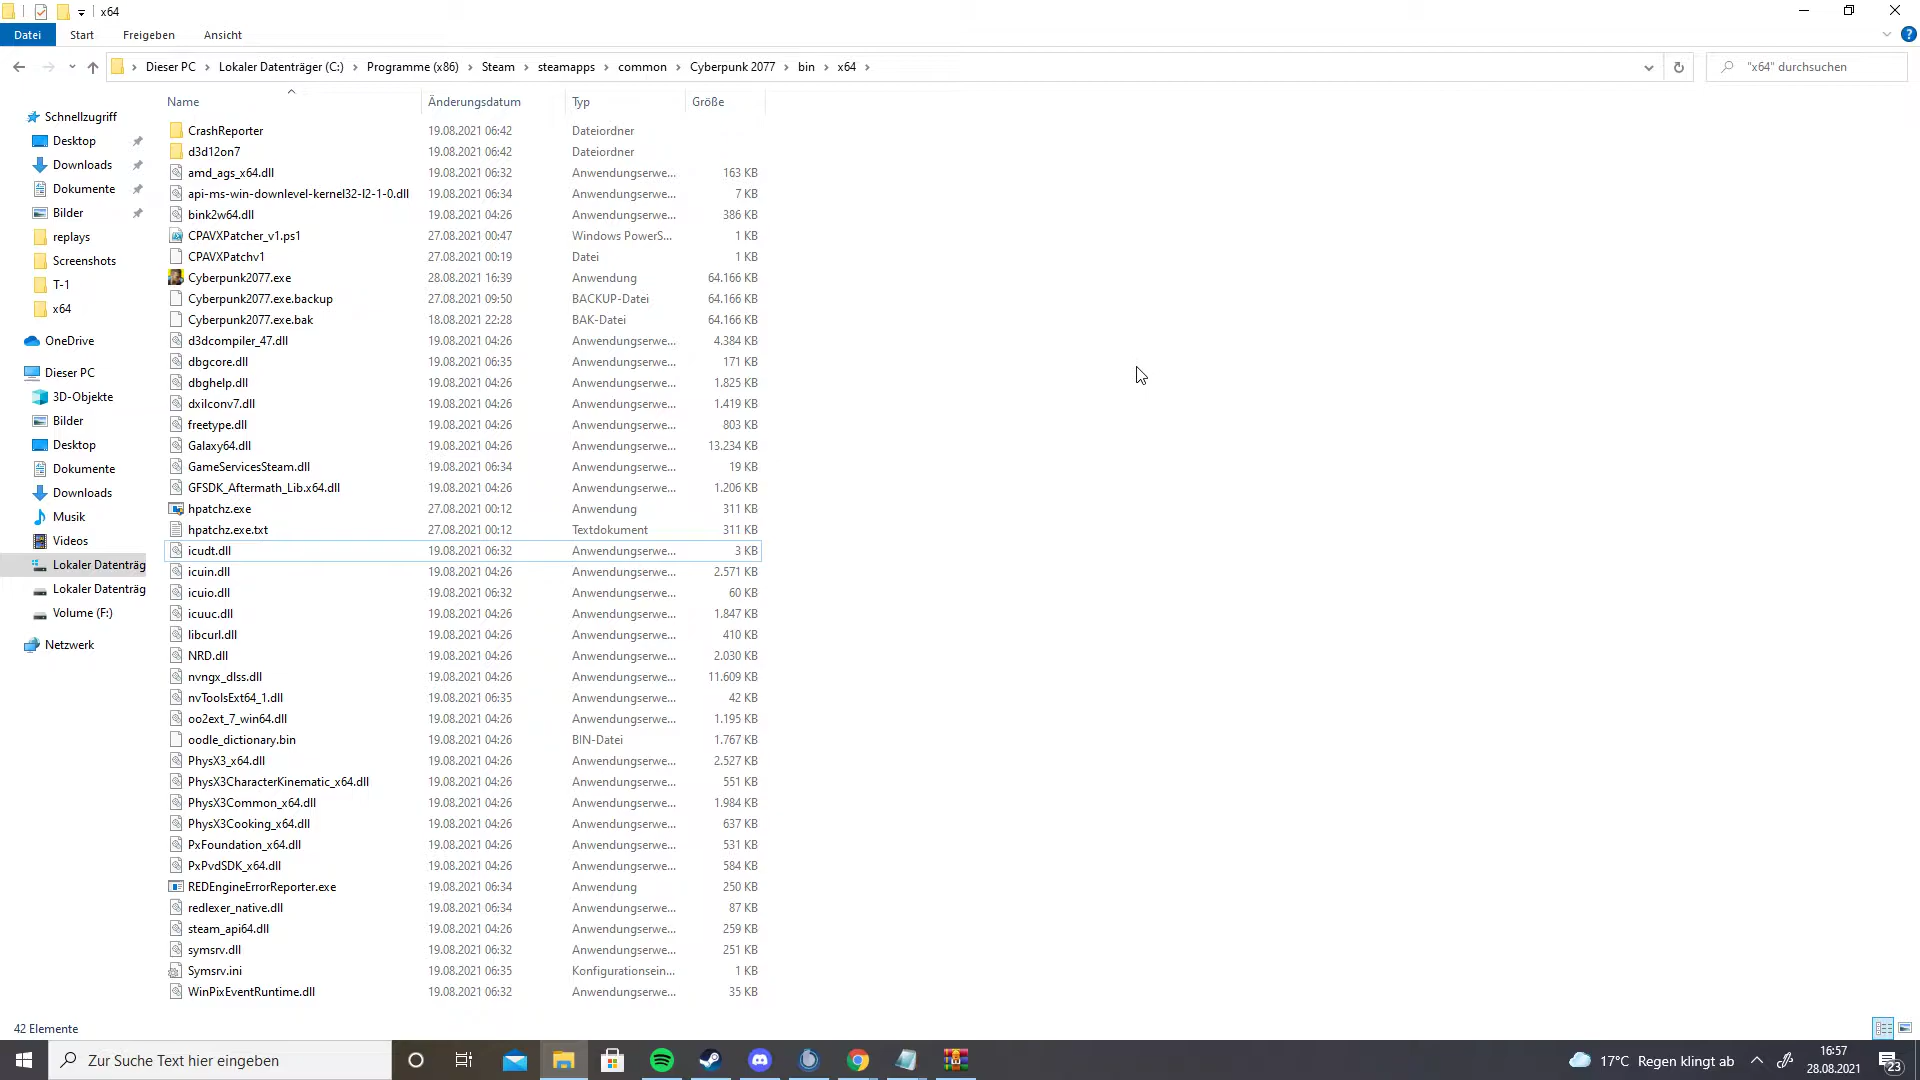 x64
Datei Start Freigeben Ansicht
Dieser PC Lokaler Datenträger (C:) Programme (x86) Steam steamapps common Cyberpunk 2077 bin x64 "x64" durchsuchen
Name Änderungsdatum Typ Größe
Schnellzugriff
Desktop
Downloads
Dokumente
Bilder
replays
Screenshots
T-1
x64
OneDrive
Dieser PC
3D-Objekte
Bilder
Desktop
Dokumente
Downloads
Musik
Videos
Lokaler Datenträg
Lokaler Datenträg
Volume (F:)
Netzwerk
CrashReporter 19.08.2021 06:42 Dateiordner
d3d12on7 19.08.2021 06:42 Dateiordner
amd_ags_x64.dll 19.08.2021 06:32 Anwendungserwe... 163 KB
api-ms-win-downlevel-kernel32-l2-1-0.dll 19.08.2021 06:34 Anwendungserwe... 7 KB
bink2w64.dll 19.08.2021 04:26 Anwendungserwe... 386 KB
CPAVXPatcher_v1.ps1 27.08.2021 00:47 Windows PowerS... 1 KB
CPAVXPatchv1 27.08.2021 00:19 Datei 1 KB
Cyberpunk2077.exe 28.08.2021 16:39 Anwendung 64.166 KB
Cyberpunk2077.exe.backup 27.08.2021 09:50 BACKUP-Datei 64.166 KB
Cyberpunk2077.exe.bak 18.08.2021 22:28 BAK-Datei 64.166 KB
d3dcompiler_47.dll 19.08.2021 04:26 Anwendungserwe... 4.384 KB
dbgcore.dll 19.08.2021 06:35 Anwendungserwe... 171 KB
dbghelp.dll 19.08.2021 04:26 Anwendungserwe... 1.825 KB
dxilconv7.dll 19.08.2021 04:26 Anwendungserwe... 1.419 KB
freetype.dll 19.08.2021 04:26 Anwendungserwe... 803 KB
Galaxy64.dll 19.08.2021 04:26 Anwendungserwe... 13.234 KB
GameServicesSteam.dll 19.08.2021 06:34 Anwendungserwe... 19 KB
GFSDK_Aftermath_Lib.x64.dll 19.08.2021 04:26 Anwendungserwe... 1.206 KB
hpatchz.exe 27.08.2021 00:12 Anwendung 311 KB
hpatchz.exe.txt 27.08.2021 00:12 Textdokument 311 KB
icudt.dll 19.08.2021 06:32 Anwendungserwe... 3 KB
icuin.dll 19.08.2021 04:26 Anwendungserwe... 2.571 KB
icuio.dll 19.08.2021 06:32 Anwendungserwe... 60 KB
icuuc.dll 19.08.2021 04:26 Anwendungserwe... 1.847 KB
libcurl.dll 19.08.2021 04:26 Anwendungserwe... 410 KB
NRD.dll 19.08.2021 04:26 Anwendungserwe... 2.030 KB
nvngx_dlss.dll 19.08.2021 04:26 Anwendungserwe... 11.609 KB
nvToolsExt64_1.dll 19.08.2021 06:35 Anwendungserwe... 42 KB
oo2ext_7_win64.dll 19.08.2021 04:26 Anwendungserwe... 1.195 KB
oodle_dictionary.bin 19.08.2021 04:26 BIN-Datei 1.767 KB
PhysX3_x64.dll 19.08.2021 04:26 Anwendungserwe... 2.527 KB
PhysX3CharacterKinematic_x64.dll 19.08.2021 04:26 Anwendungserwe... 551 KB
PhysX3Common_x64.dll 19.08.2021 04:26 Anwendungserwe... 1.984 KB
PhysX3Cooking_x64.dll 19.08.2021 04:26 Anwendungserwe... 637 KB
PxFoundation_x64.dll 19.08.2021 04:26 Anwendungserwe... 531 KB
PxPvdSDK_x64.dll 19.08.2021 04:26 Anwendungserwe... 584 KB
REDEngineErrorReporter.exe 19.08.2021 06:34 Anwendung 250 KB
redlexer_native.dll 19.08.2021 06:34 Anwendungserwe... 87 KB
steam_api64.dll 19.08.2021 04:26 Anwendungserwe... 259 KB
symsrv.dll 19.08.2021 06:32 Anwendungserwe... 251 KB
Symsrv.ini 19.08.2021 06:35 Konfigurationsein... 1 KB
WinPixEventRuntime.dll 19.08.2021 06:32 Anwendungserwe... 35 KB
42 Elemente
Zur Suche Text hier eingeben
17°C Regen klingt ab
16:57
28.08.2021
23